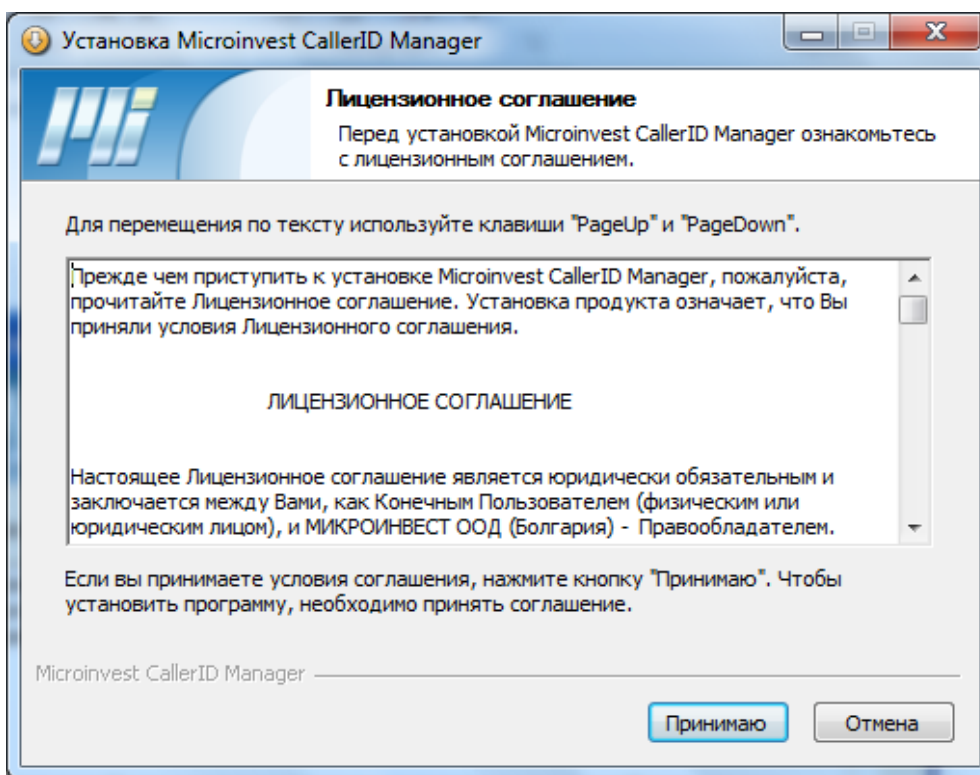 Установка Microinvest CallerID Manager
Mi
Лицензионное соглашение
Перед установкой Microinvest CallerID Manager ознакомьтесь
с лицензионным соглашением.
Для перемещения по тексту используйте клавиши "PageUp" и "PageDown".
Прежде чем приступить к установке Microinvest CallerID Manager, пожалуйста,
прочитайте Лицензионное соглашение. Установка продукта означает, что Вы
приняли условия Лицензионного соглашения.
ЛИЦЕНЗИОННОЕ СОГЛАШЕНИЕ
Настоящее Лицензионное соглашение является юридически обязательным и
заключается между Вами, как Конечным Пользователем (физическим или
юридическим лицом), и МИКРОИНВЕСТ ООД (Болгария) - Правообладателем.
Если вы принимаете условия соглашения, нажмите кнопку "Принимаю". Чтобы
установить программу, необходимо принять соглашение.
Microinvest CallerID Manager
Принимаю
Отмена